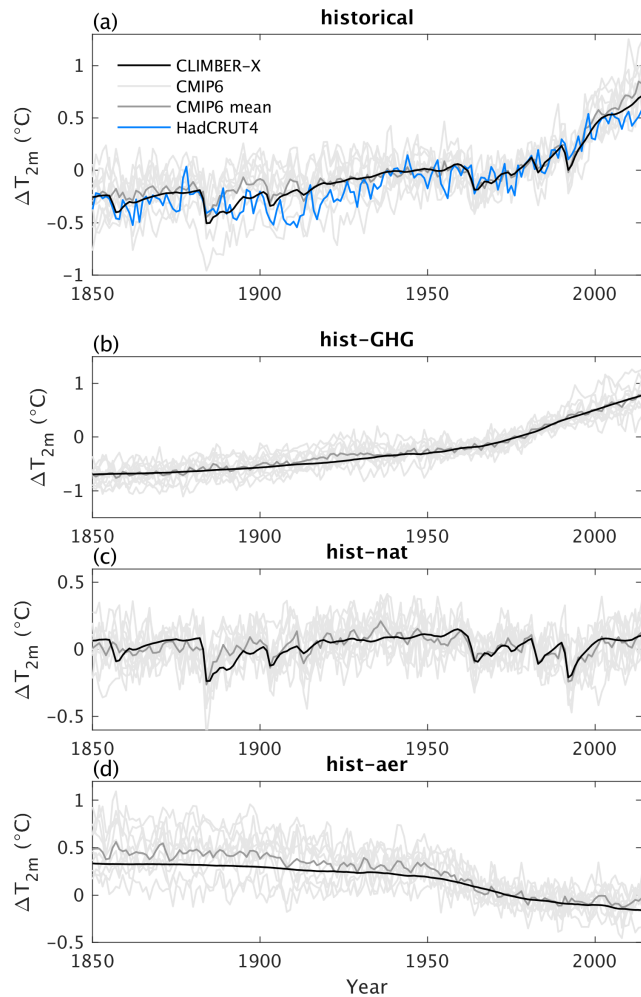 (a) historical
CLIMBER-X
CMIP6
CMIP6 mean
HadCRUT4
ΔT2m (°C)
1
0.5
0
−0.5
−1
1850 1900 1950 2000
(b) hist-GHG
ΔT2m (°C)
1
0
−1
1850 1900 1950 2000
(c) hist-nat
ΔT2m (°C)
0.5
0
−0.5
1850 1900 1950 2000
(d) hist-aer
ΔT2m (°C)
1
0.5
0
−0.5
1850 1900 1950 2000
Year